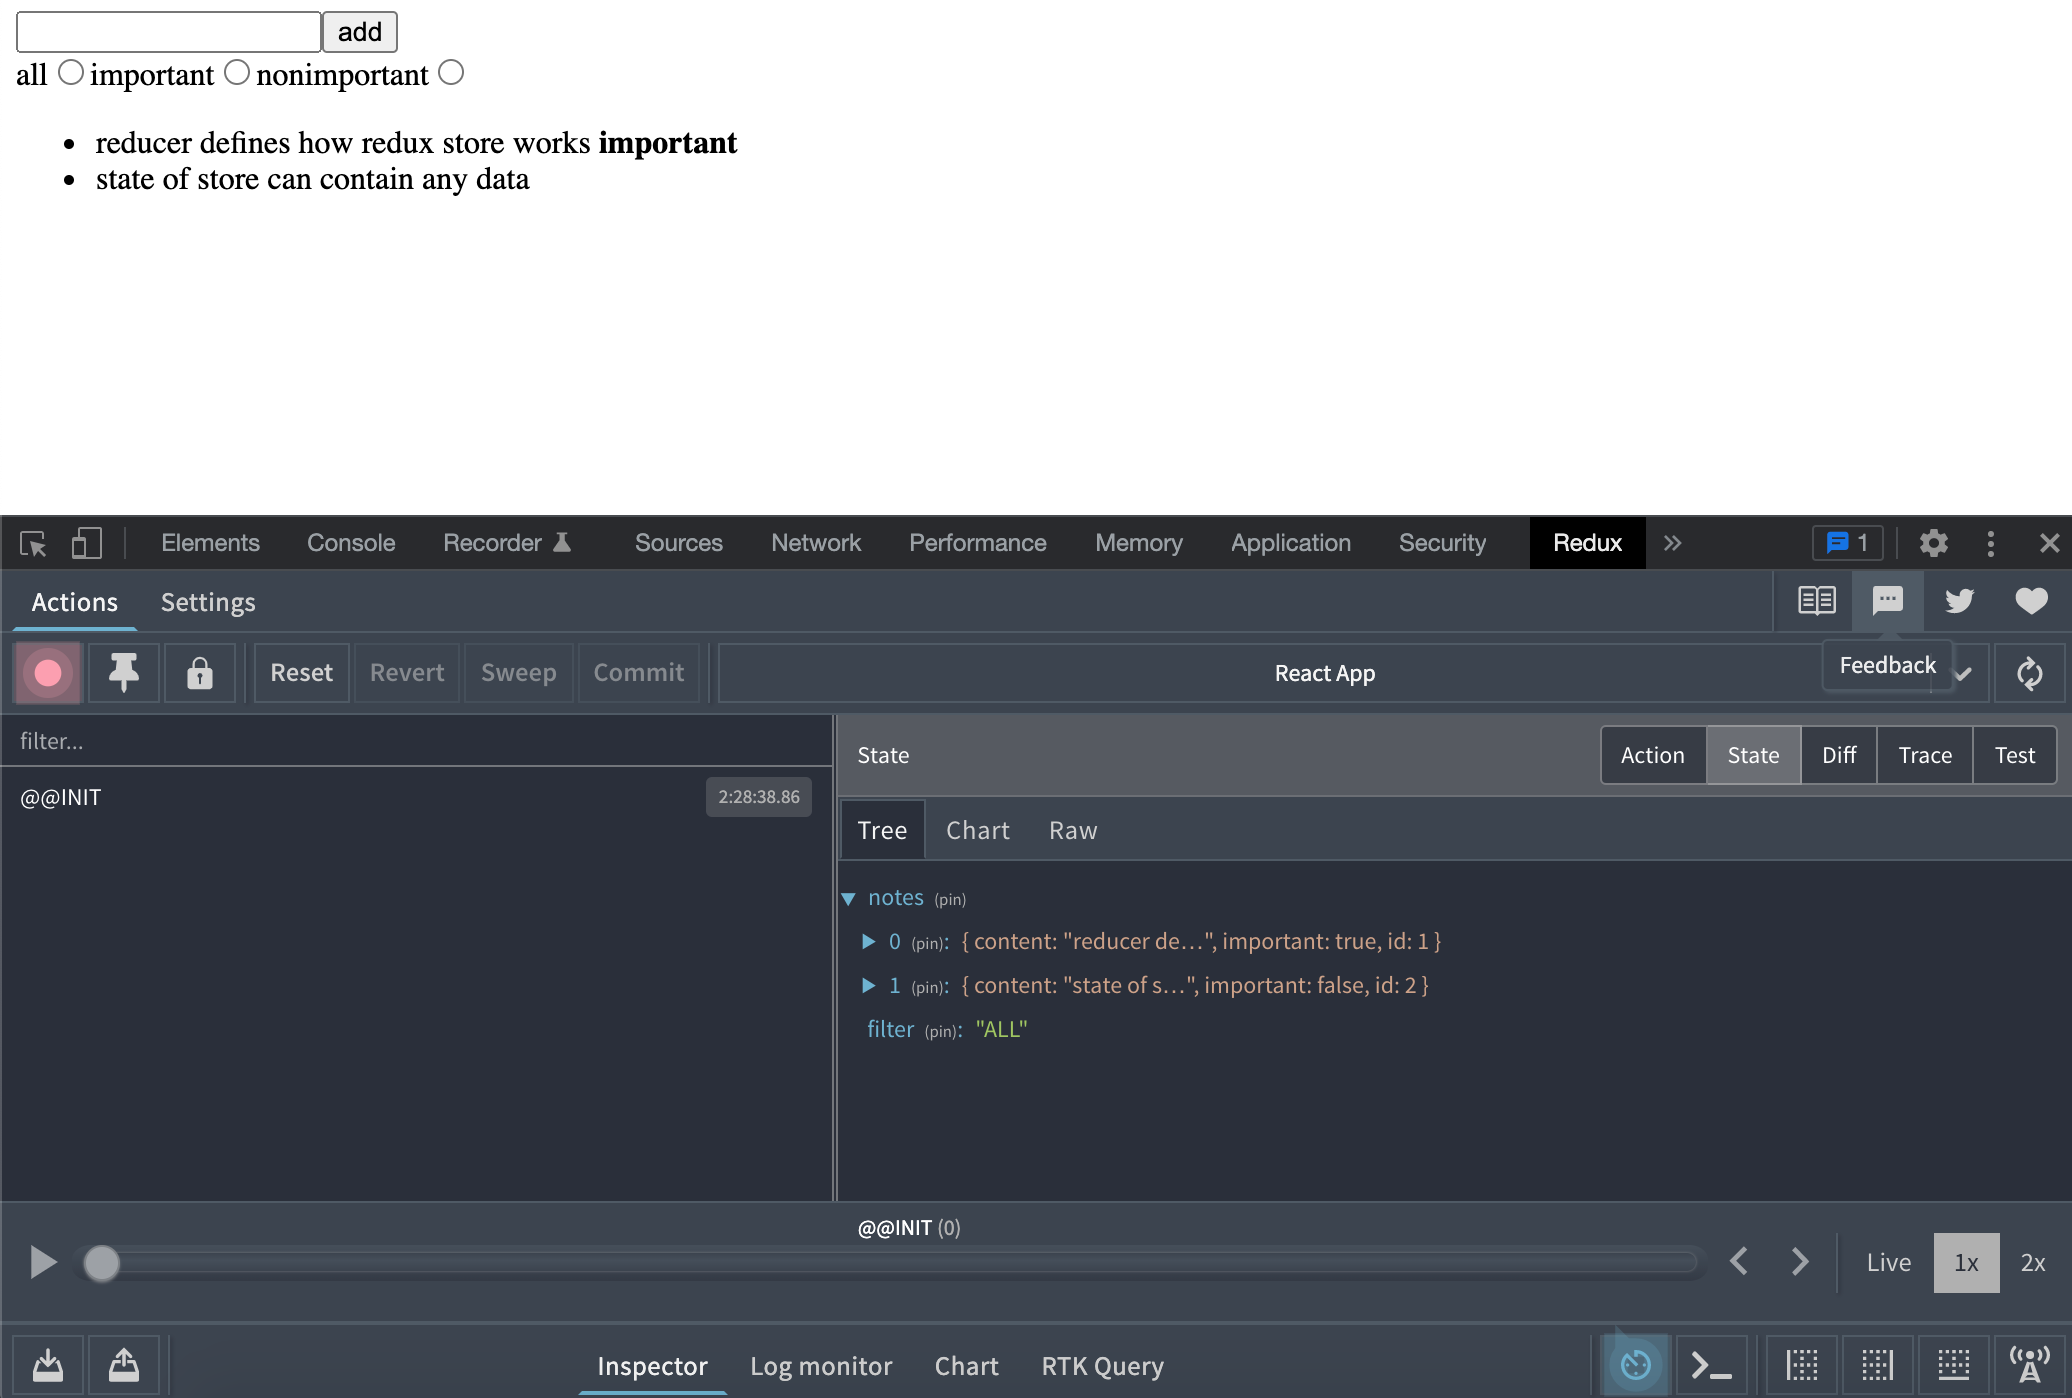 add
all important nonimportant
reducer defines how redux store works important
state of store can contain any data
Elements Console Recorder Sources Network Performance Memory Application Security Redux 1
Actions Settings
Reset Revert Sweep Commit React App Feedback
filter...
@@INIT 2:28:38.86
State Action State Diff Trace Test
Tree Chart Raw
notes (pin)
0 (pin): { content: "reducer de…", important: true, id: 1 }
1 (pin): { content: "state of s…", important: false, id: 2 }
filter (pin): "ALL"
@@INIT (0)
Live 1x 2x
Inspector Log monitor Chart RTK Query